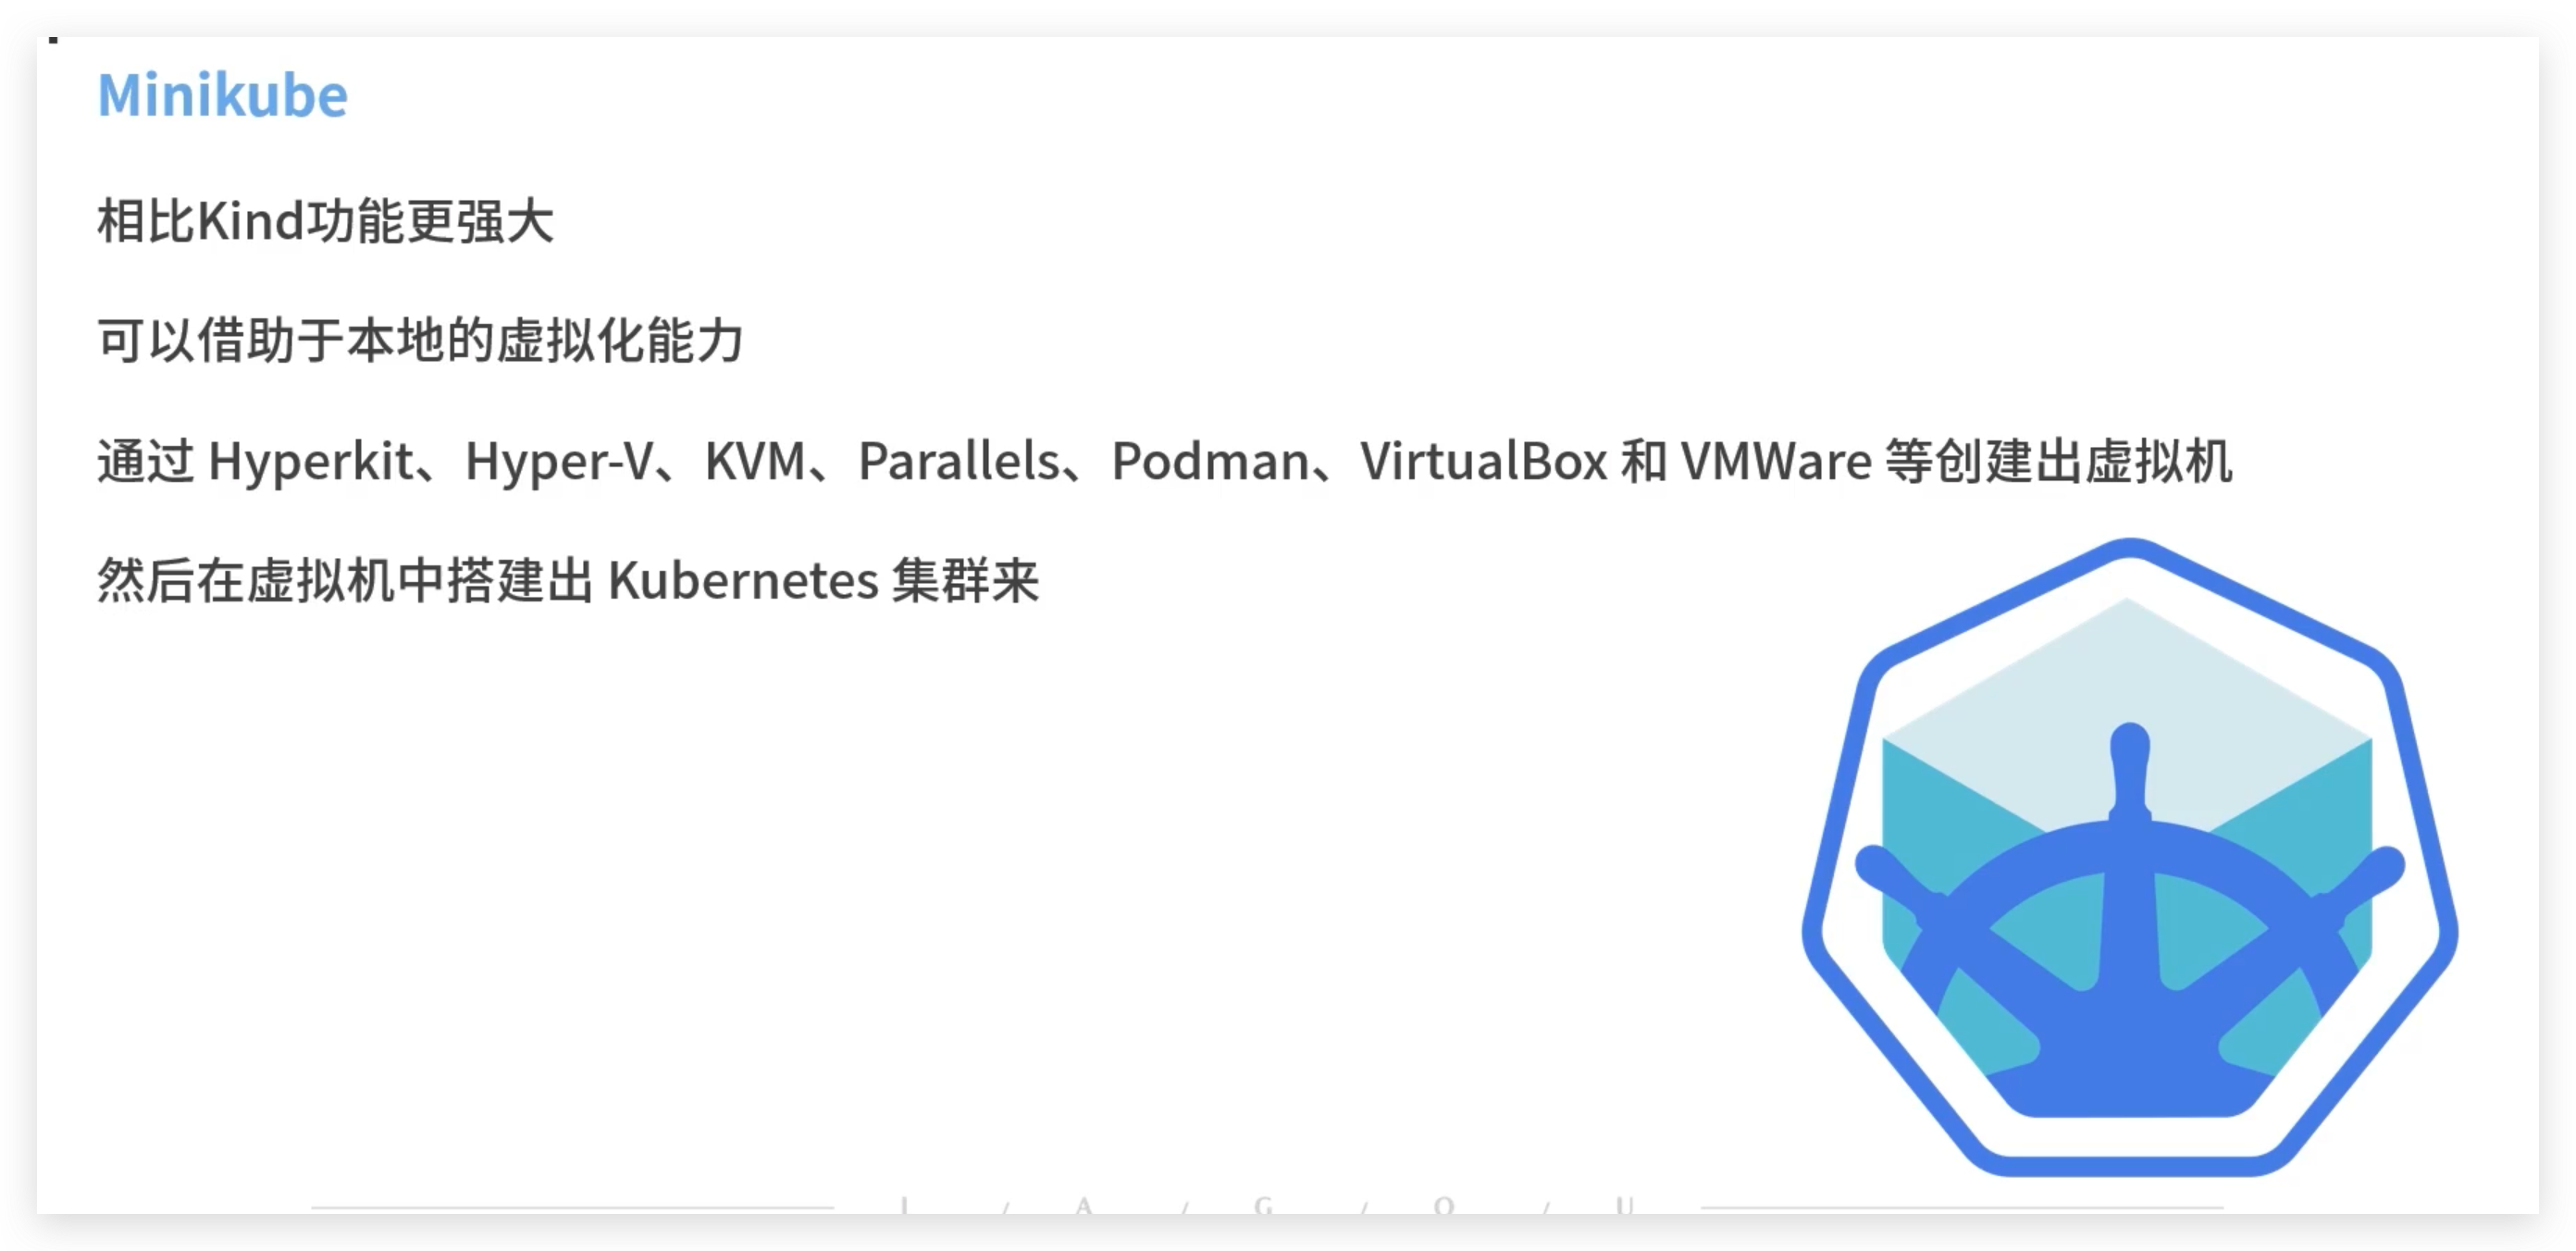 Minikube
相比Kind功能更强大
可以借助于本地的虚拟化能力
通过 Hyperkit、Hyper-V、KVM、Parallels、Podman、VirtualBox 和 VMWare 等创建出虚拟机
然后在虚拟机中搭建出 Kubernetes 集群来
L / A / G / O / U